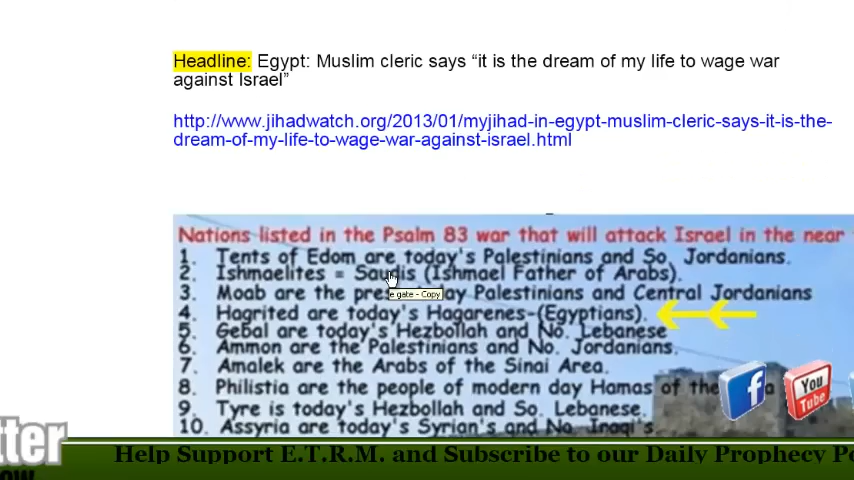 Headline: Egypt: Muslim cleric says “it is the dream of my life to wage war
against Israel”
http://www.jihadwatch.org/2013/01/myjihad-in-egypt-muslim-cleric-says-it-is-the-
dream-of-my-life-to-wage-war-against-israel.html
Nations listed in the Psalm 83 war that will attack Israel in the near
1. Tents of Edom are today's Palestinians and So. Jordanians.
2. Ishmaelites = Saudis (Ishmael Father of Arabs).
e gate - Copy
3. Moab are the Palestinians and Central Jordanians
4. Hagrited are today's Hagarenes-(Egyptians).
5. Gebal are today's Hezbollah and No. Lebanese
6. Ammon are the Palestinians and No. Jordanians.
7. Amalek are the Arabs of the Sinai Area.
8. Philistia are the people of modern day Hamas of the
9. Tyre is today's Hezbollah and So. Lebanese.
10. Assyria are today's Syrian's and No. Iraqi's
f
You
Tube
Help Support E.T.R.M. and Subscribe to our Daily Prophecy